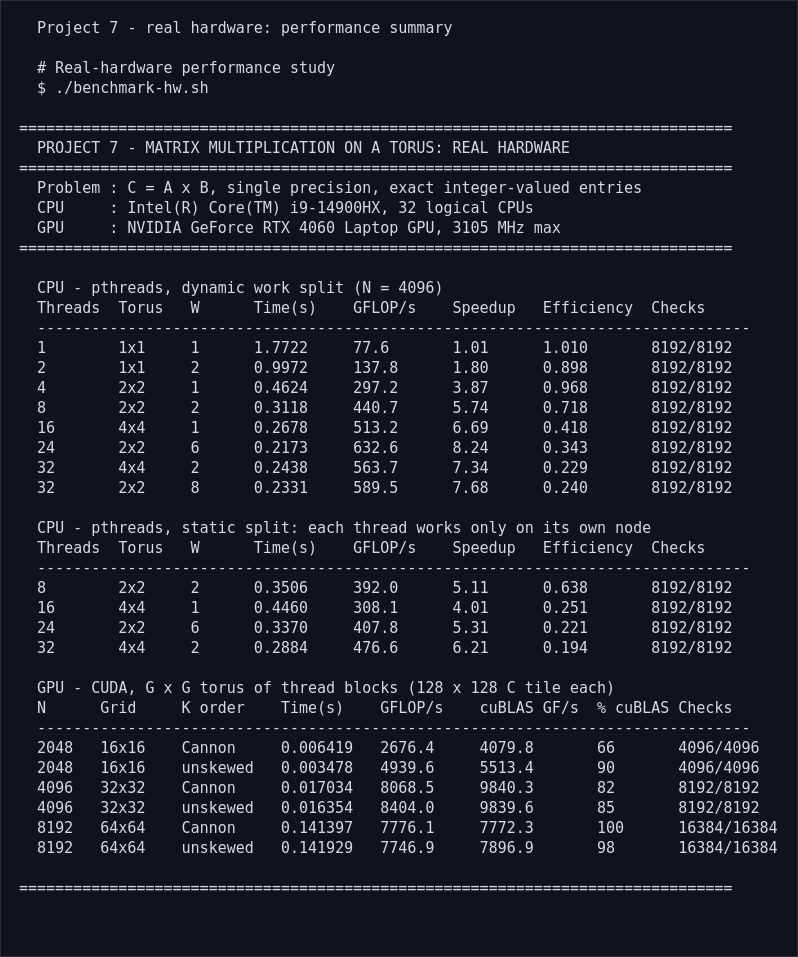 Project 7 - real hardware: performance summary
# Real-hardware performance study
$ ./benchmark-hw.sh
===============================================================================
PROJECT 7 - MATRIX MULTIPLICATION ON A TORUS: REAL HARDWARE
===============================================================================
Problem : C = A x B, single precision, exact integer-valued entries
CPU     : Intel(R) Core(TM) i9-14900HX, 32 logical CPUs
GPU     : NVIDIA GeForce RTX 4060 Laptop GPU, 3105 MHz max
===============================================================================
CPU - pthreads, dynamic work split (N = 4096)
Threads  Torus   W      Time(s)    GFLOP/s    Speedup   Efficiency  Checks
-------------------------------------------------------------------------------
1        1x1     1      1.7722     77.6       1.01      1.010       8192/8192
2        1x1     2      0.9972     137.8      1.80      0.898       8192/8192
4        2x2     1      0.4624     297.2      3.87      0.968       8192/8192
8        2x2     2      0.3118     440.7      5.74      0.718       8192/8192
16       4x4     1      0.2678     513.2      6.69      0.418       8192/8192
24       2x2     6      0.2173     632.6      8.24      0.343       8192/8192
32       4x4     2      0.2438     563.7      7.34      0.229       8192/8192
32       2x2     8      0.2331     589.5      7.68      0.240       8192/8192
CPU - pthreads, static split: each thread works only on its own node
Threads  Torus   W      Time(s)    GFLOP/s    Speedup   Efficiency  Checks
-------------------------------------------------------------------------------
8        2x2     2      0.3506     392.0      5.11      0.638       8192/8192
16       4x4     1      0.4460     308.1      4.01      0.251       8192/8192
24       2x2     6      0.3370     407.8      5.31      0.221       8192/8192
32       4x4     2      0.2884     476.6      6.21      0.194       8192/8192
GPU - CUDA, G x G torus of thread blocks (128 x 128 C tile each)
N      Grid     K order    Time(s)    GFLOP/s    cuBLAS GF/s  % cuBLAS Checks
-------------------------------------------------------------------------------
2048   16x16    Cannon     0.006419   2676.4     4079.8       66       4096/4096
2048   16x16    unskewed   0.003478   4939.6     5513.4       90       4096/4096
4096   32x32    Cannon     0.017034   8068.5     9840.3       82       8192/8192
4096   32x32    unskewed   0.016354   8404.0     9839.6       85       8192/8192
8192   64x64    Cannon     0.141397   7776.1     7772.3       100      16384/16384
8192   64x64    unskewed   0.141929   7746.9     7896.9       98       16384/16384
===============================================================================